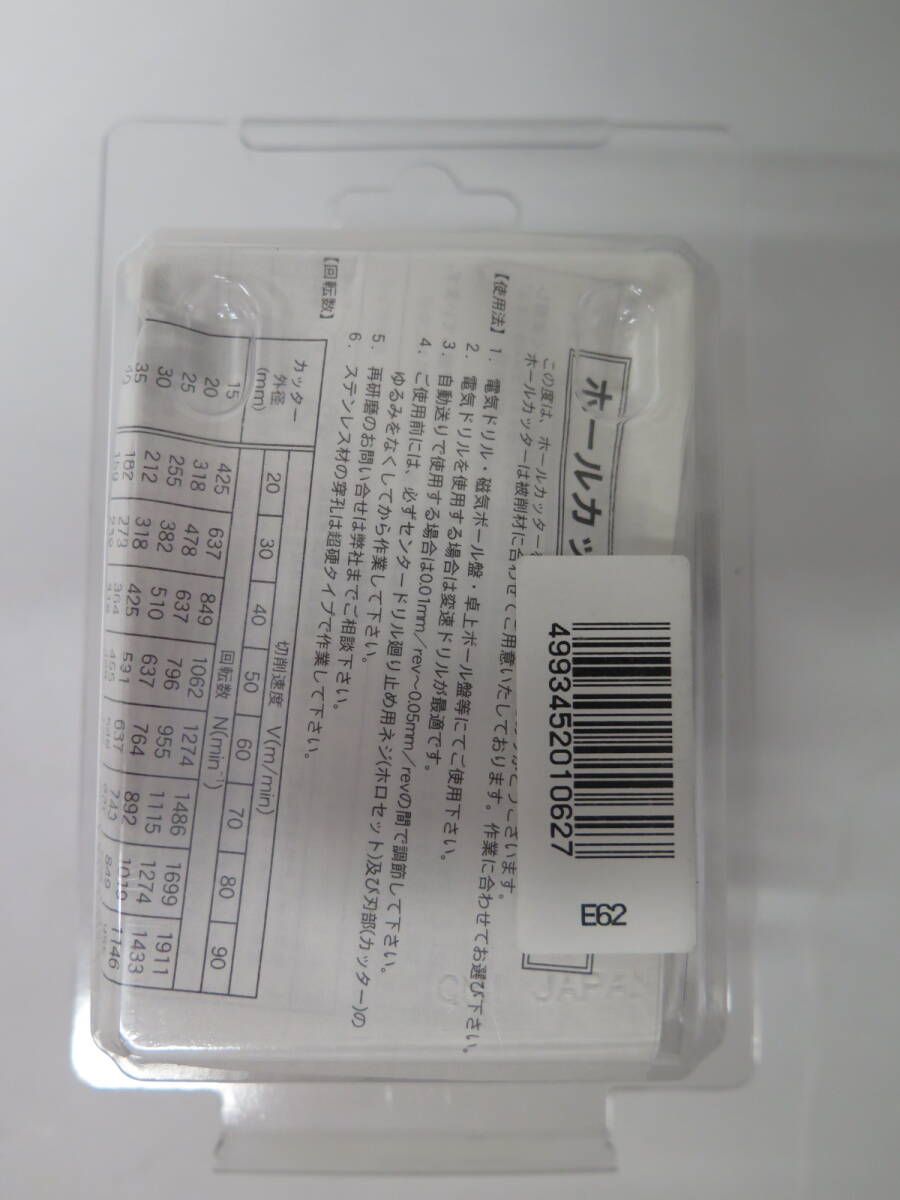 ホールカッ
この度は、ホールカッター
ございます。
ホールカッターは被削材に合わせてご用意いたしております。作業に合わせてお選び下さい。
【使用法】1. 電気ドリル・磁気ボール盤・卓上ボール盤等にてご使用下さい。
2. 電気ドリルを使用する場合は変速ドリルが最適です。
3. 自動送りで使用する場合は0.01mm/rev〜0.05mm/revの間で調節して下さい。
4. ご使用前には、必ずセンタードリル廻り止め用ネジ(ホロセット)及び刃部(カッター)の
ゆるみをなくしてから作業して下さい。
5. 再研磨のお問い合せは弊社までご相談下さい。
6. ステンレス材の穿孔は超硬タイプで作業して下さい。
【回転数】
カッター
外径
(mm)
切削速度 V(m/min)
20 30 40 50 60 70 80 90
回転数 N(min⁻¹)
15 425 637 849 1062 1274 1486 1699 1911
20 318 478 637 796 955 1115 1274 1433
25 255 382 510 637 764 892 1019 1146
30 212 318 425 531 637 743 849
35 182 273 364 455
4993452010627
E62
JAPAN